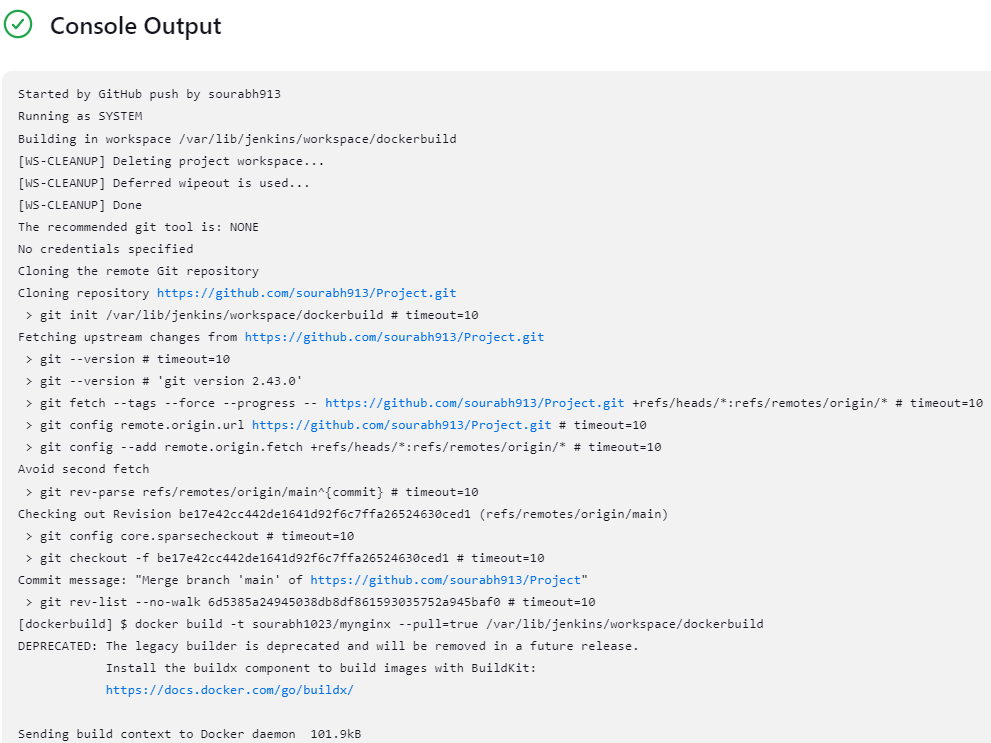 Console Output
Started by GitHub push by sourabh913
Running as SYSTEM
Building in workspace /var/lib/jenkins/workspace/dockerbuild
[WS-CLEANUP] Deleting project workspace...
[WS-CLEANUP] Deferred wipeout is used...
[WS-CLEANUP] Done
The recommended git tool is: NONE
No credentials specified
Cloning the remote Git repository
Cloning repository https://github.com/sourabh913/Project.git
 > git init /var/lib/jenkins/workspace/dockerbuild # timeout=10
Fetching upstream changes from https://github.com/sourabh913/Project.git
 > git --version # timeout=10
 > git --version # 'git version 2.43.0'
 > git fetch --tags --force --progress -- https://github.com/sourabh913/Project.git +refs/heads/*:refs/remotes/origin/* # timeout=10
 > git config remote.origin.url https://github.com/sourabh913/Project.git # timeout=10
 > git config --add remote.origin.fetch +refs/heads/*:refs/remotes/origin/* # timeout=10
Avoid second fetch
 > git rev-parse refs/remotes/origin/main^{commit} # timeout=10
Checking out Revision be17e42cc442de1641d92f6c7ffa26524630ced1 (refs/remotes/origin/main)
 > git config core.sparsecheckout # timeout=10
 > git checkout -f be17e42cc442de1641d92f6c7ffa26524630ced1 # timeout=10
Commit message: "Merge branch 'main' of https://github.com/sourabh913/Project"
 > git rev-list --no-walk 6d5385a24945038db8df861593035752a945baf0 # timeout=10
[dockerbuild] $ docker build -t sourabh1023/mynginx --pull=true /var/lib/jenkins/workspace/dockerbuild
DEPRECATED: The legacy builder is deprecated and will be removed in a future release.
            Install the buildx component to build images with BuildKit:
            https://docs.docker.com/go/buildx/
Sending build context to Docker daemon  101.9kB